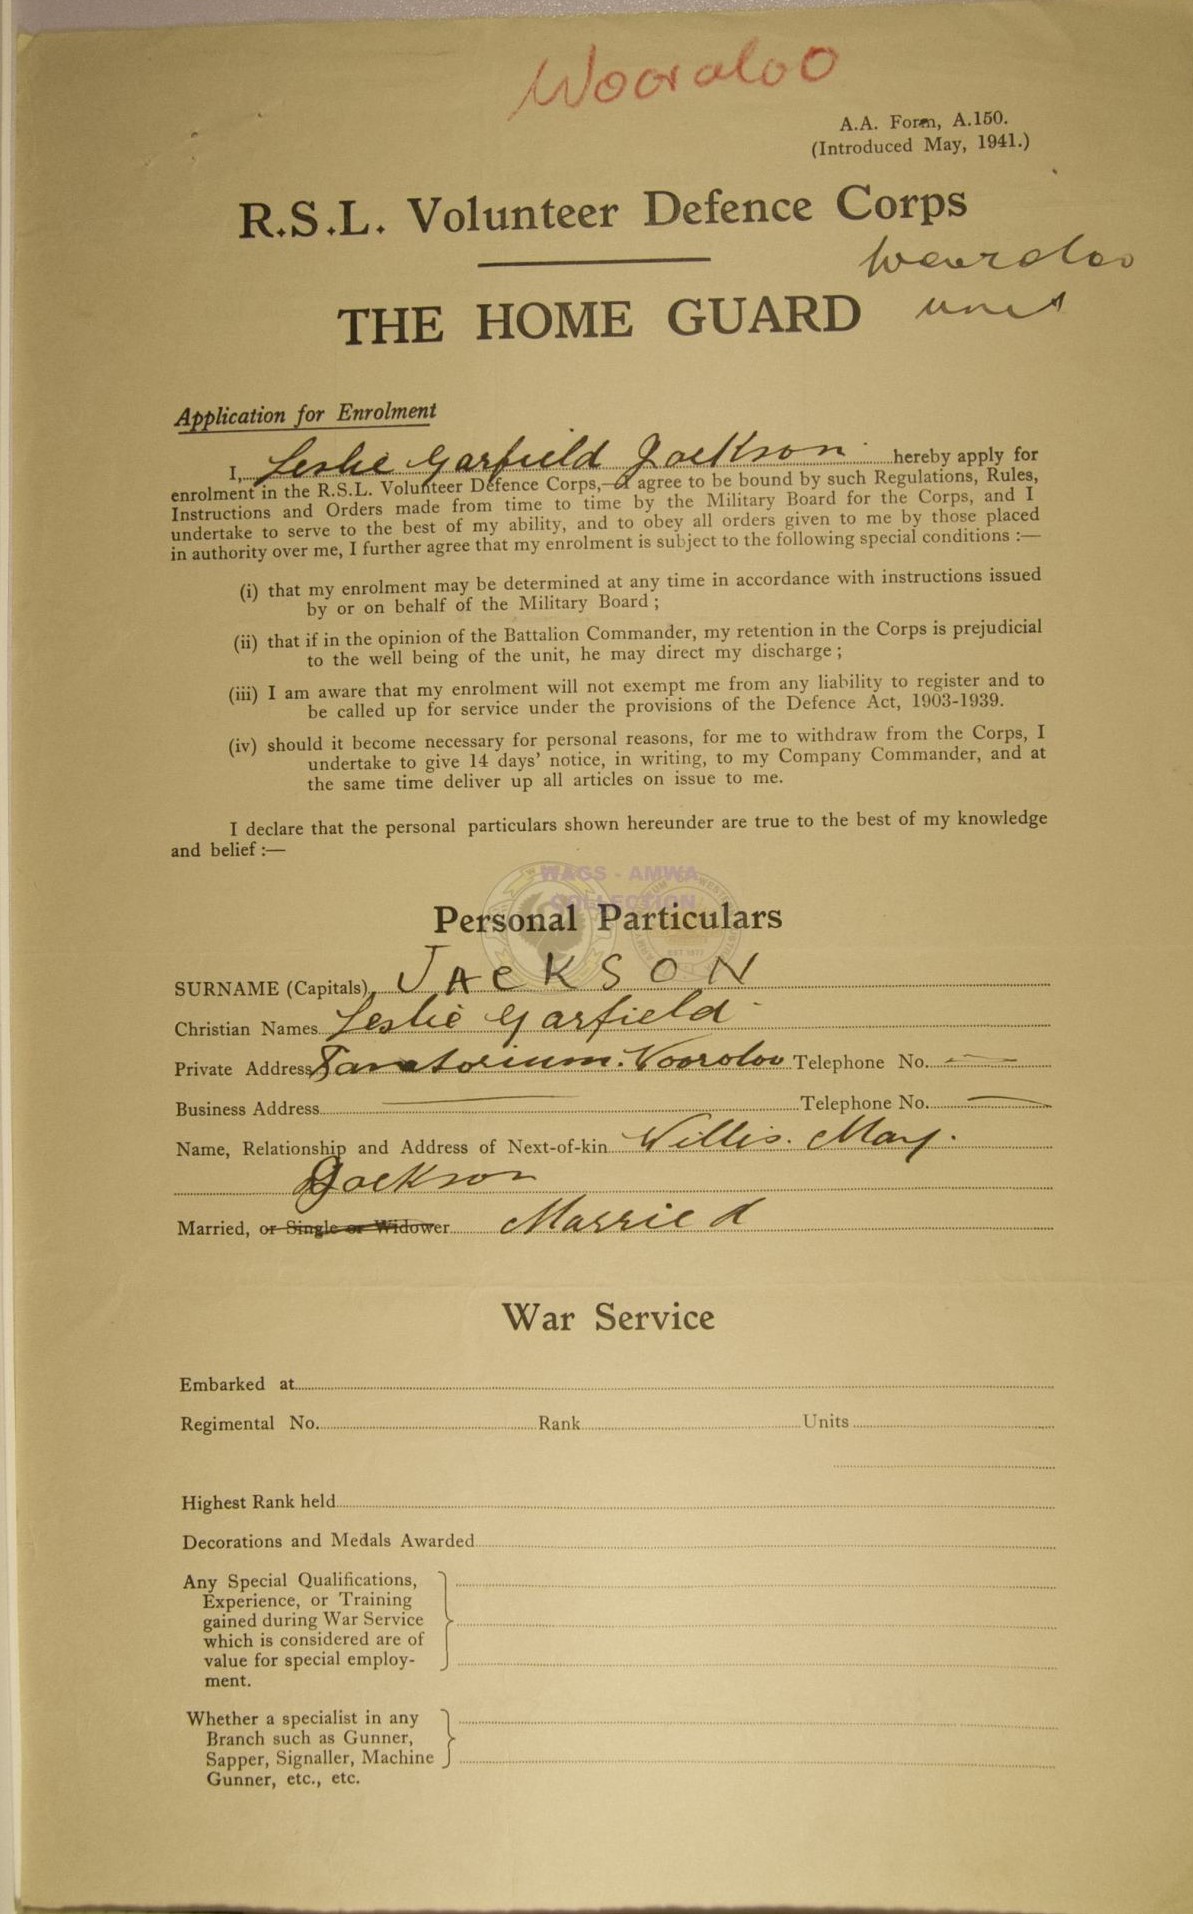 Wooraloo
A.A. Form, A.150.
(Introduced May, 1941.)
R.S.L. Volunteer Defence Corps
Wooroloo
unit
THE HOME GUARD
Application for Enrolment
I, Leslie Garfield Jackson hereby apply for
enrolment in the R.S.L. Volunteer Defence Corps,— I agree to be bound by such Regulations, Rules,
Instructions and Orders made from time to time by the Military Board for the Corps, and I
undertake to serve to the best of my ability, and to obey all orders given to me by those placed
in authority over me, I further agree that my enrolment is subject to the following special conditions :—
(i) that my enrolment may be determined at any time in accordance with instructions issued
by or on behalf of the Military Board ;
(ii) that if in the opinion of the Battalion Commander, my retention in the Corps is prejudicial
to the well being of the unit, he may direct my discharge ;
(iii) I am aware that my enrolment will not exempt me from any liability to register and to
be called up for service under the provisions of the Defence Act, 1903-1939.
(iv) should it become necessary for personal reasons, for me to withdraw from the Corps, I
undertake to give 14 days' notice, in writing, to my Company Commander, and at
the same time deliver up all articles on issue to me.
I declare that the personal particulars shown hereunder are true to the best of my knowledge
and belief :—
WAGS - AMWA
COLLECTION
Personal Particulars
SURNAME (Capitals) JACKSON
Christian Names Leslie Garfield
Private Address Sanatorium. Wooroloo Telephone No. —
Business Address — Telephone No. —
Name, Relationship and Address of Next-of-kin Willis. May.
Jackson
Married, or Single or Widower Married
War Service
Embarked at
Regimental No. Rank Units
Highest Rank held
Decorations and Medals Awarded
Any Special Qualifications,
Experience, or Training
gained during War Service
which is considered are of
value for special employ-
ment.
Whether a specialist in any
Branch such as Gunner,
Sapper, Signaller, Machine
Gunner, etc., etc.